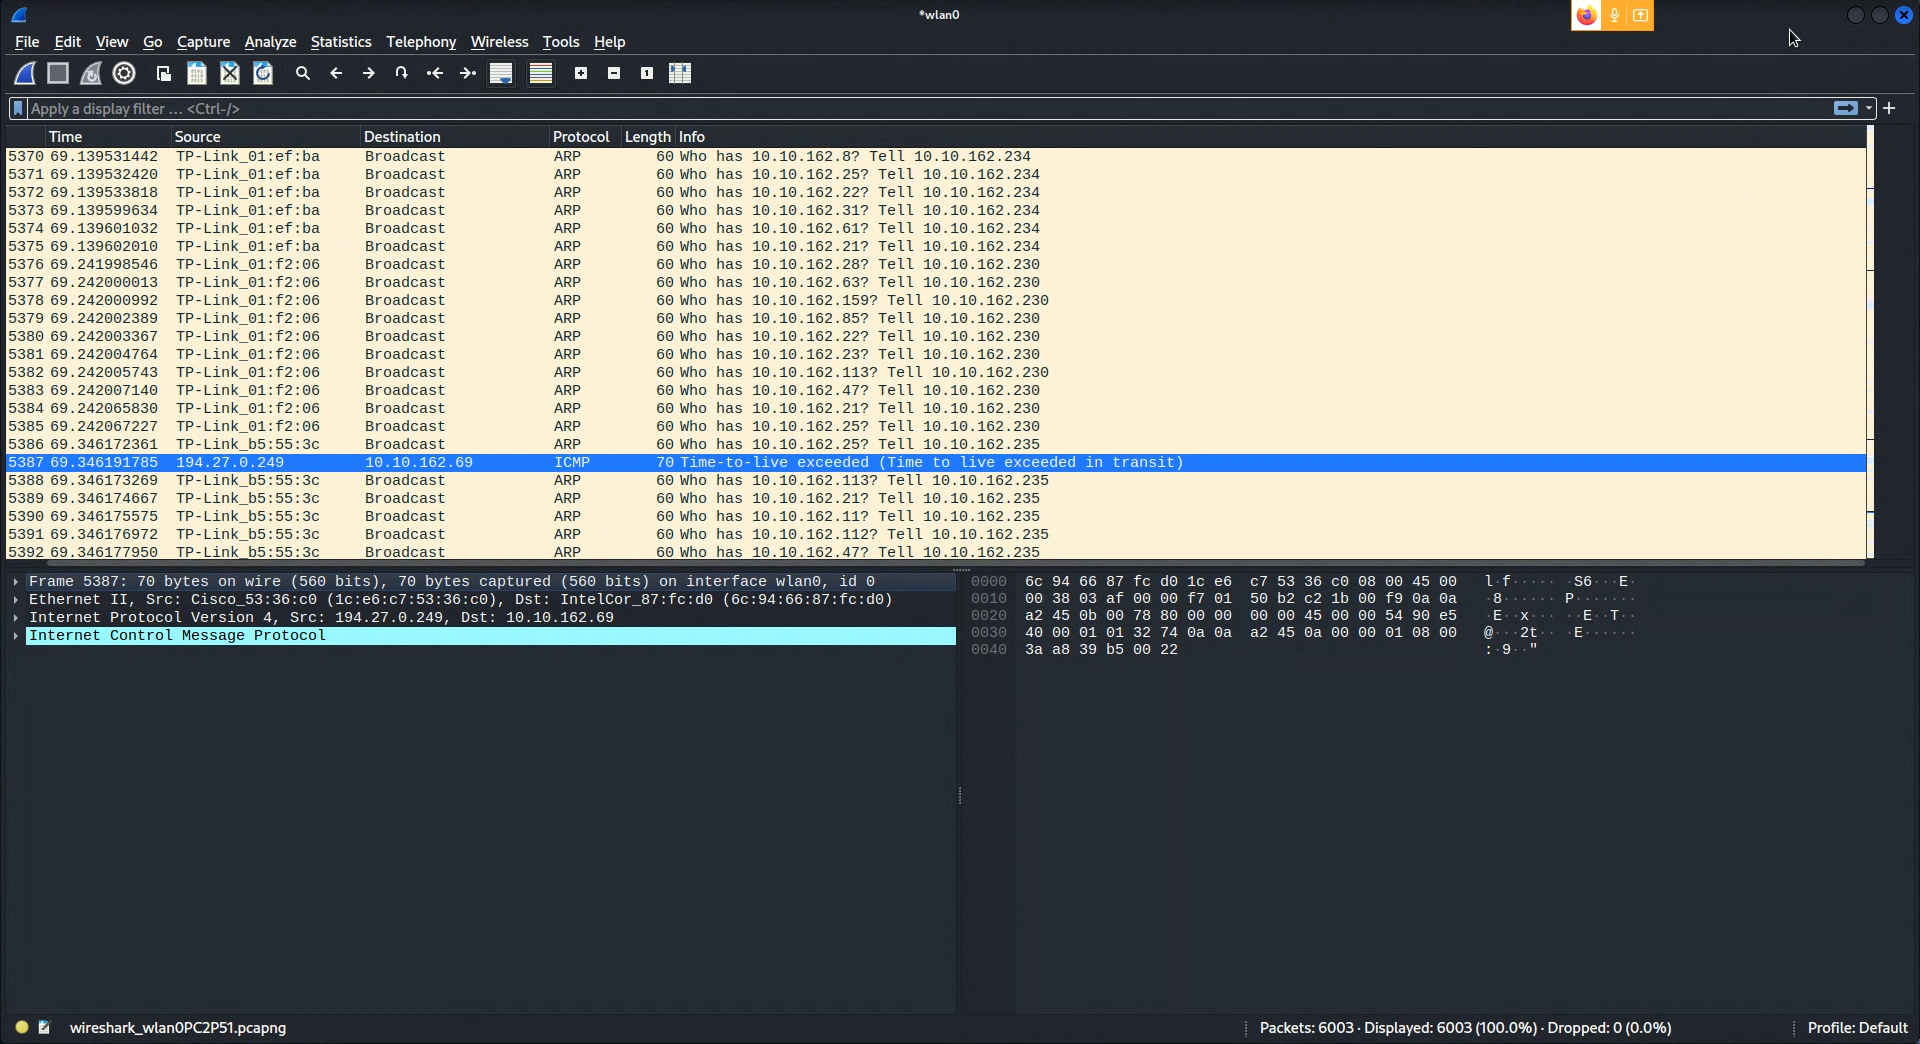 *wlan0
File Edit View Go Capture Analyze Statistics Telephony Wireless Tools Help
Apply a display filter ... <Ctrl-/>
Time Source Destination Protocol Length Info
5370 69.139531442 TP-Link_01:ef:ba Broadcast ARP 60 Who has 10.10.162.8? Tell 10.10.162.234
5371 69.139532420 TP-Link_01:ef:ba Broadcast ARP 60 Who has 10.10.162.25? Tell 10.10.162.234
5372 69.139533818 TP-Link_01:ef:ba Broadcast ARP 60 Who has 10.10.162.22? Tell 10.10.162.234
5373 69.139599634 TP-Link_01:ef:ba Broadcast ARP 60 Who has 10.10.162.31? Tell 10.10.162.234
5374 69.139601032 TP-Link_01:ef:ba Broadcast ARP 60 Who has 10.10.162.61? Tell 10.10.162.234
5375 69.139602010 TP-Link_01:ef:ba Broadcast ARP 60 Who has 10.10.162.21? Tell 10.10.162.234
5376 69.241998546 TP-Link_01:f2:06 Broadcast ARP 60 Who has 10.10.162.28? Tell 10.10.162.230
5377 69.242000013 TP-Link_01:f2:06 Broadcast ARP 60 Who has 10.10.162.63? Tell 10.10.162.230
5378 69.242000992 TP-Link_01:f2:06 Broadcast ARP 60 Who has 10.10.162.159? Tell 10.10.162.230
5379 69.242002389 TP-Link_01:f2:06 Broadcast ARP 60 Who has 10.10.162.85? Tell 10.10.162.230
5380 69.242003367 TP-Link_01:f2:06 Broadcast ARP 60 Who has 10.10.162.22? Tell 10.10.162.230
5381 69.242004764 TP-Link_01:f2:06 Broadcast ARP 60 Who has 10.10.162.23? Tell 10.10.162.230
5382 69.242005743 TP-Link_01:f2:06 Broadcast ARP 60 Who has 10.10.162.113? Tell 10.10.162.230
5383 69.242007140 TP-Link_01:f2:06 Broadcast ARP 60 Who has 10.10.162.47? Tell 10.10.162.230
5384 69.242065830 TP-Link_01:f2:06 Broadcast ARP 60 Who has 10.10.162.21? Tell 10.10.162.230
5385 69.242067227 TP-Link_01:f2:06 Broadcast ARP 60 Who has 10.10.162.25? Tell 10.10.162.230
5386 69.346172361 TP-Link_b5:55:3c Broadcast ARP 60 Who has 10.10.162.25? Tell 10.10.162.235
5387 69.346191785 194.27.0.249 10.10.162.69 ICMP 70 Time-to-live exceeded (Time to live exceeded in transit)
5388 69.346173269 TP-Link_b5:55:3c Broadcast ARP 60 Who has 10.10.162.113? Tell 10.10.162.235
5389 69.346174667 TP-Link_b5:55:3c Broadcast ARP 60 Who has 10.10.162.21? Tell 10.10.162.235
5390 69.346175575 TP-Link_b5:55:3c Broadcast ARP 60 Who has 10.10.162.11? Tell 10.10.162.235
5391 69.346176972 TP-Link_b5:55:3c Broadcast ARP 60 Who has 10.10.162.112? Tell 10.10.162.235
5392 69.346177950 TP-Link_b5:55:3c Broadcast ARP 60 Who has 10.10.162.47? Tell 10.10.162.235
Frame 5387: 70 bytes on wire (560 bits), 70 bytes captured (560 bits) on interface wlan0, id 0
Ethernet II, Src: Cisco_53:36:c0 (1c:e6:c7:53:36:c0), Dst: IntelCor_87:fc:d0 (6c:94:66:87:fc:d0)
Internet Protocol Version 4, Src: 194.27.0.249, Dst: 10.10.162.69
Internet Control Message Protocol
0000 6c 94 66 87 fc d0 1c e6 c7 53 36 c0 08 00 45 00 l·f····· ·S6···E·
0010 00 38 03 af 00 00 f7 01 50 b2 c2 1b 00 f9 0a 0a ·8······ P·······
0020 a2 45 0b 00 78 80 00 00 00 00 45 00 00 54 90 e5 ·E··x··· ··E··T··
0030 40 00 01 01 32 74 0a 0a a2 45 0a 00 00 01 08 00 @···2t·· ·E······
0040 3a a8 39 b5 00 22 :·9··"
wireshark_wlan0PC2P51.pcapng
Packets: 6003 · Displayed: 6003 (100.0%) · Dropped: 0 (0.0%)
Profile: Default